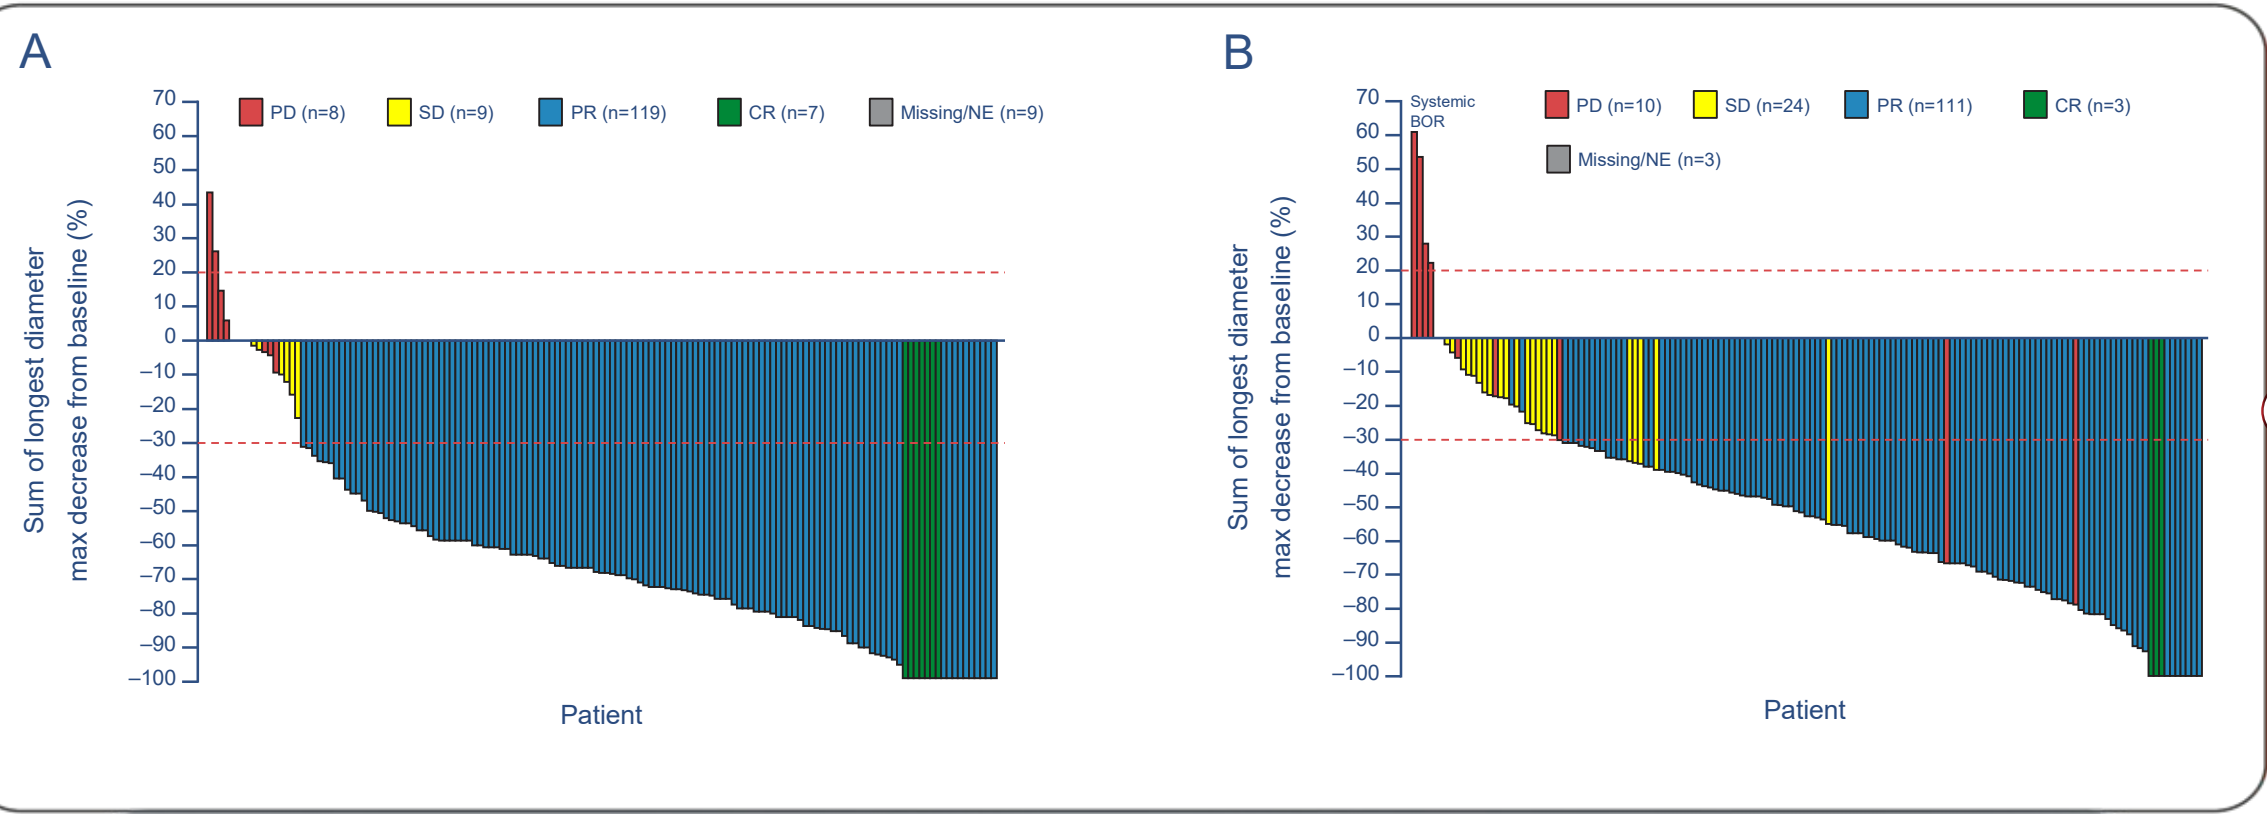 A
PD (n=8)
SD (n=9)
PR (n=119)
CR (n=7)
Missing/NE (n=9)
70
60
50
40
30
20
10
0
–10
–20
–30
–40
–50
–60
–70
–80
–90
–100
Sum of longest diameter
max decrease from baseline (%)
Patient
B
Systemic
BOR
PD (n=10)
SD (n=24)
PR (n=111)
CR (n=3)
Missing/NE (n=3)
70
60
50
40
30
20
10
0
–10
–20
–30
–40
–50
–60
–70
–80
–90
–100
Sum of longest diameter
max decrease from baseline (%)
Patient